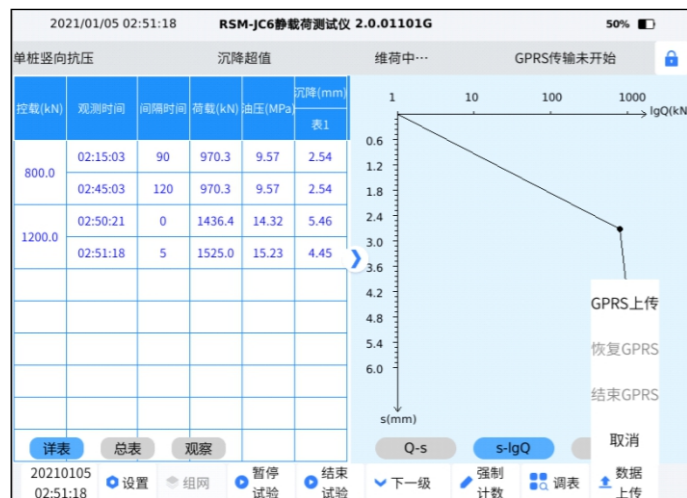 2021/01/05 02:51:18 RSM-JC6静载荷测试仪 2.0.01101G 50%
单桩竖向抗压 沉降超值 维荷中… GPRS传输未开始
控载(kN) 观测时间 间隔时间 荷载(kN) 油压(MPa) 沉降(mm)
表1
800.0 02:15:03 90 970.3 9.57 2.54
02:45:03 120 970.3 9.57 2.54
1200.0 02:50:21 0 1436.4 14.32 5.46
02:51:18 5 1525.0 15.23 4.45
1 10 100 1000 lgQ(kN
0.6
1.2
1.8
2.4
3.0
3.6
4.2
4.8
5.4
6.0
s(mm)
GPRS上传
恢复GPRS
结束GPRS
取消
详表 总表 观察 Q-s s-lgQ
20210105
02:51:18
设置 组网
暂停
试验
结束
试验
下一级
强制
计数
调表
数据
上传